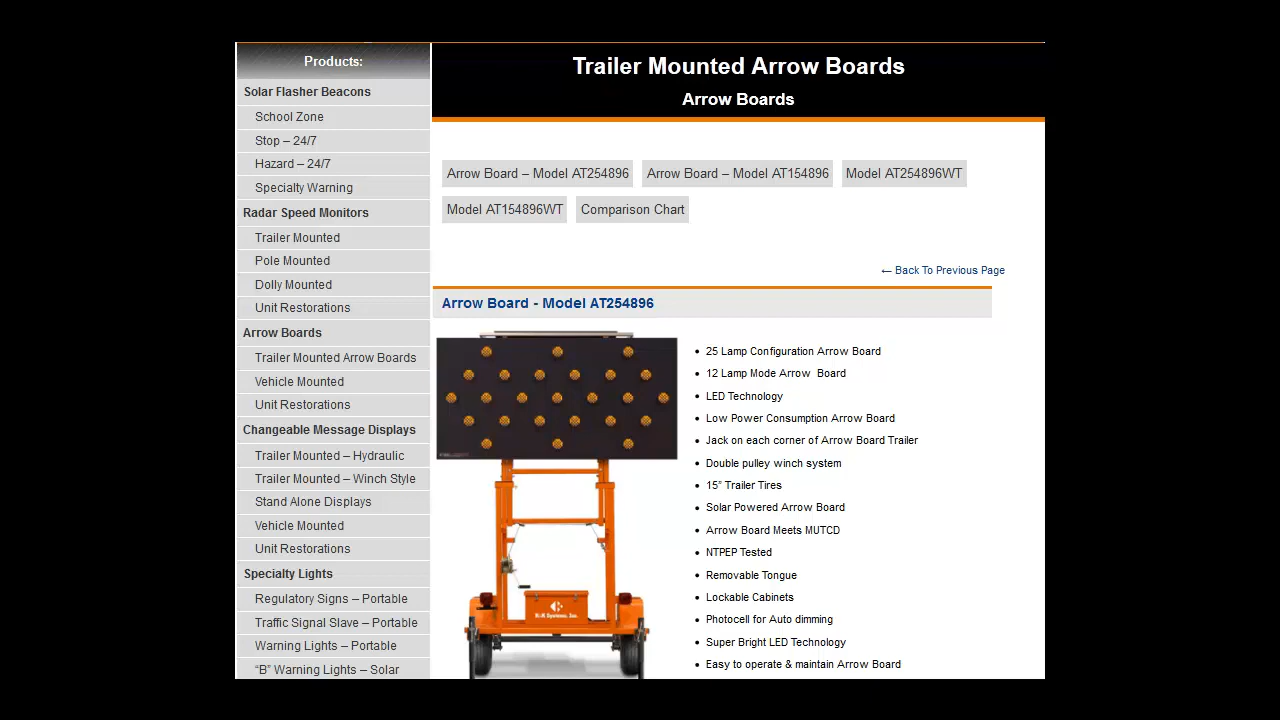 Products:
Solar Flasher Beacons
School Zone
Stop – 24/7
Hazard – 24/7
Specialty Warning
Radar Speed Monitors
Trailer Mounted
Pole Mounted
Dolly Mounted
Unit Restorations
Arrow Boards
Trailer Mounted Arrow Boards
Vehicle Mounted
Unit Restorations
Changeable Message Displays
Trailer Mounted – Hydraulic
Trailer Mounted – Winch Style
Stand Alone Displays
Vehicle Mounted
Unit Restorations
Specialty Lights
Regulatory Signs – Portable
Traffic Signal Slave – Portable
Warning Lights – Portable
“B” Warning Lights – Solar
Trailer Mounted Arrow Boards
Arrow Boards
Arrow Board – Model AT254896 Arrow Board – Model AT154896 Model AT254896WT
Model AT154896WT Comparison Chart
← Back To Previous Page
Arrow Board - Model AT254896
K&K Systems, Inc.
• 25 Lamp Configuration Arrow Board
• 12 Lamp Mode Arrow Board
• LED Technology
• Low Power Consumption Arrow Board
• Jack on each corner of Arrow Board Trailer
• Double pulley winch system
• 15” Trailer Tires
• Solar Powered Arrow Board
• Arrow Board Meets MUTCD
• NTPEP Tested
• Removable Tongue
• Lockable Cabinets
• Photocell for Auto dimming
• Super Bright LED Technology
• Easy to operate & maintain Arrow Board